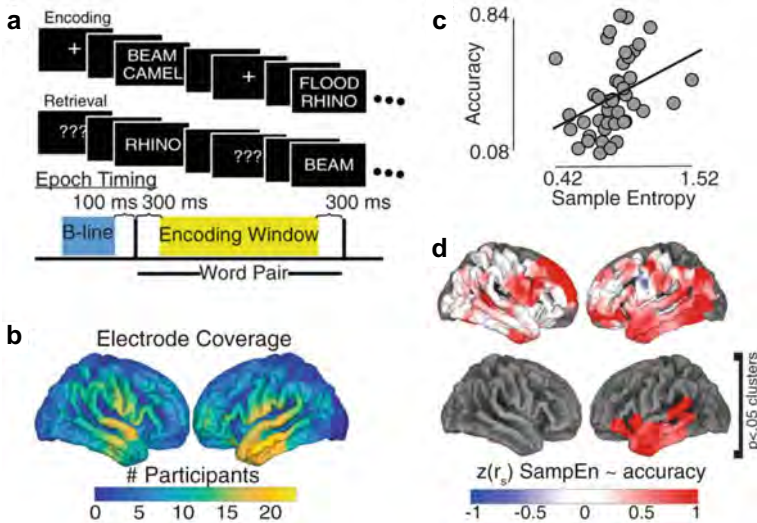 a
Encoding
+
BEAM
CAMEL
+
FLOOD
RHINO
Retrieval
???
RHINO
???
BEAM
Epoch Timing
100 ms 300 ms 300 ms
B-line
Encoding Window
Word Pair
b
Electrode Coverage
# Participants
0 5 10 15 20
c
0.84
Accuracy
0.08
0.42 1.52
Sample Entropy
d
p<.05 clusters
z(rs) SampEn ~ accuracy
-1 -0.5 0 0.5 1